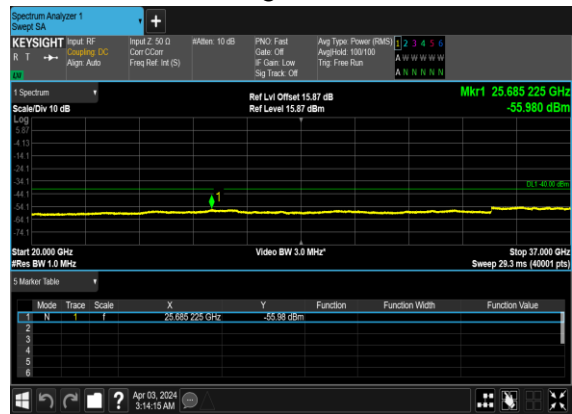 Spectrum Analyzer 1
Swept SA
+
KEYSIGHT Input: RF Input Z: 50 Ω #Atten: 10 dB PNO: Fast Avg Type: Power (RMS) 1 2 3 4 5 6
R T Coupling: DC Corr CCorr Gate: Off Avg|Hold: 100/100 A W W W W W
Align: Auto Freq Ref: Int (S) IF Gain: Low Trig: Free Run
LXI Sig Track: Off A N N N N N
1 Spectrum Ref Lvl Offset 15.87 dB Mkr1 25.685 225 GHz
Scale/Div 10 dB Ref Level 15.87 dBm -55.980 dBm
Log
5.87
-4.13
-14.1
-24.1
-34.1
DL1 -40.00 dBm
-44.1
1
-54.1
-64.1
-74.1
Start 20.000 GHz Video BW 3.0 MHz* Stop 37.000 GHz
#Res BW 1.0 MHz Sweep 29.3 ms (40001 pts)
5 Marker Table
Mode Trace Scale X Y Function Function Width Function Value
1 N 1 f 25.685 225 GHz -55.98 dBm
2
3
4
5
6
? Apr 03, 2024
3:14:15 AM